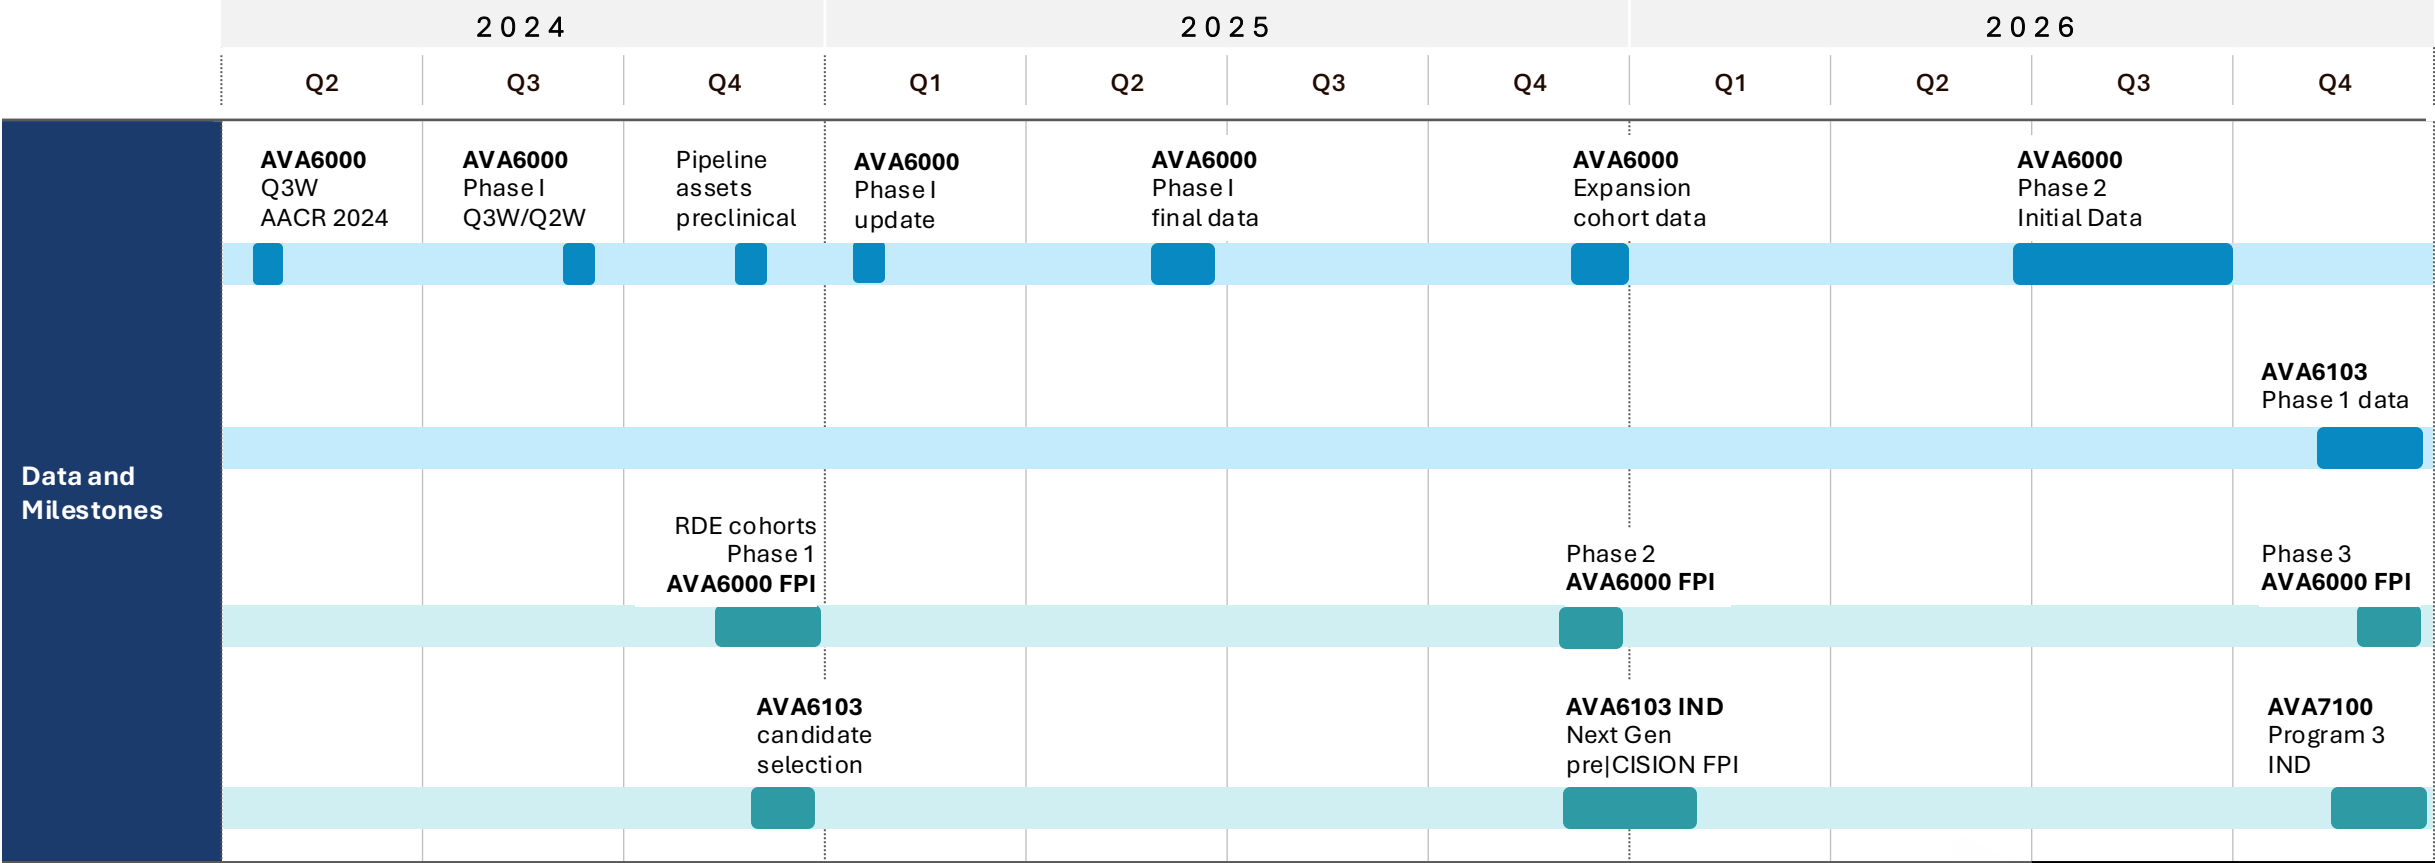 2024
2025
2026
Q2
Q3
Q4
Q1
Q2
Q3
Q4
Q1
Q2
Q3
Q4
Data and
Milestones
AVA6000
Q3W
AACR 2024
AVA6000
Phase I
Q3W/Q2W
Pipeline
assets
preclinical
AVA6000
Phase I
update
AVA6000
Phase I
final data
AVA6000
Expansion
cohort data
AVA6000
Phase 2
Initial Data
AVA6103
Phase 1 data
RDE cohorts
Phase 1
AVA6000 FPI
Phase 2
AVA6000 FPI
Phase 3
AVA6000 FPI
AVA6103
candidate
selection
AVA6103 IND
Next Gen
pre|CISION FPI
AVA7100
Program 3
IND